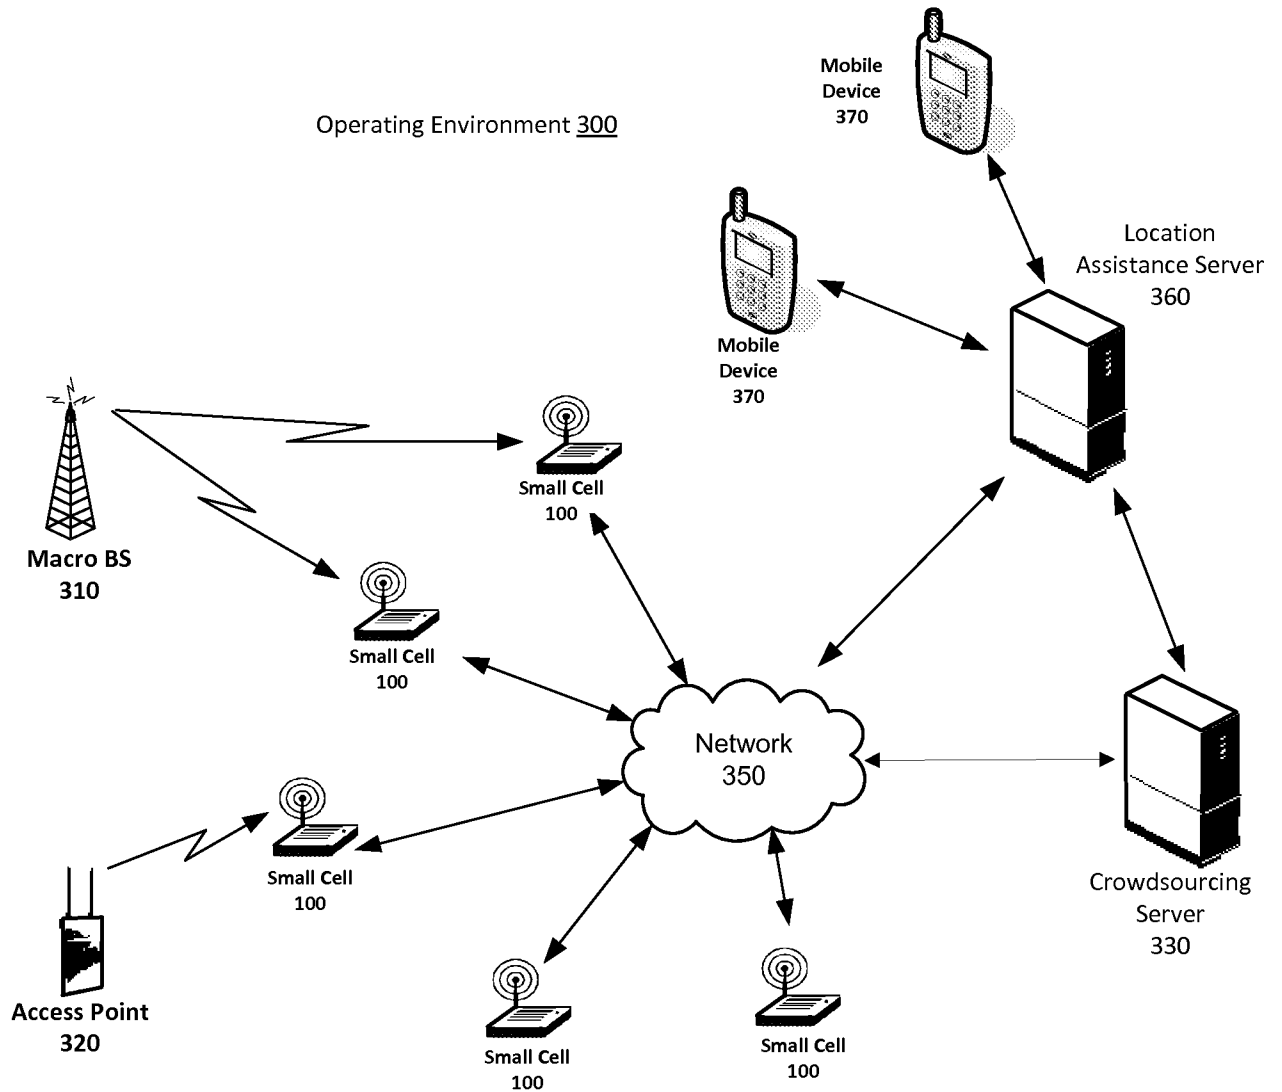 Mobile
Device
370
Operating Environment 300
Location
Assistance Server
360
Mobile
Device
370
Small Cell
100
Macro BS
310
Small Cell
100
Network
350
Small Cell
100
Crowdsourcing
Server
330
Access Point
320
Small Cell
100
Small Cell
100